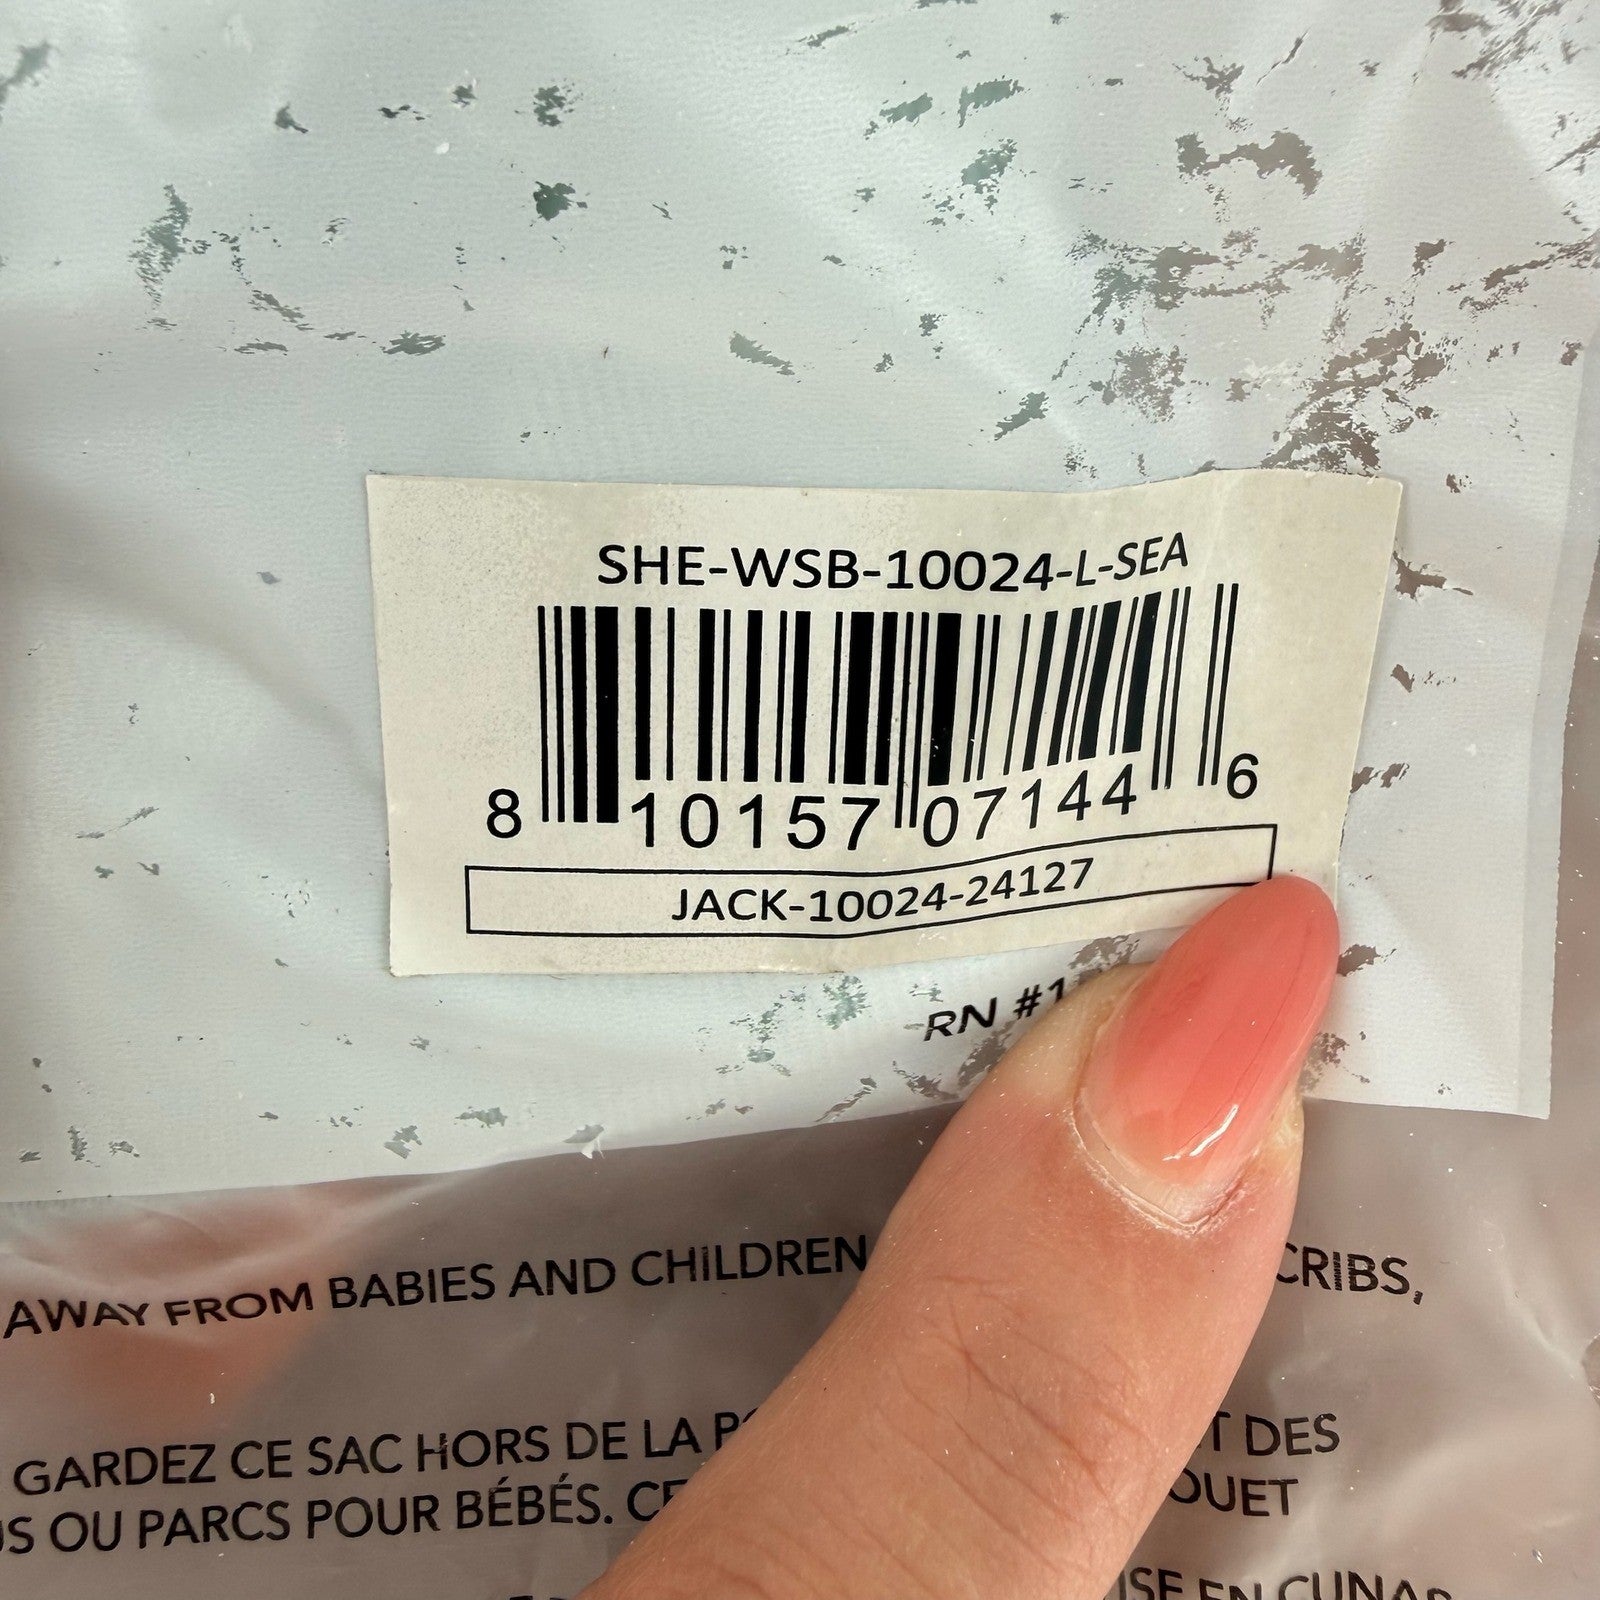 SHE-WSB-10024-L-SEA
8 10157 07144 6
JACK-10024-24127
RN #1
AWAY FROM BABIES AND CHILDREN CRIBS,
GARDEZ CE SAC HORS DE LA DES
OU PARCS POUR BÉBÉS.
EN